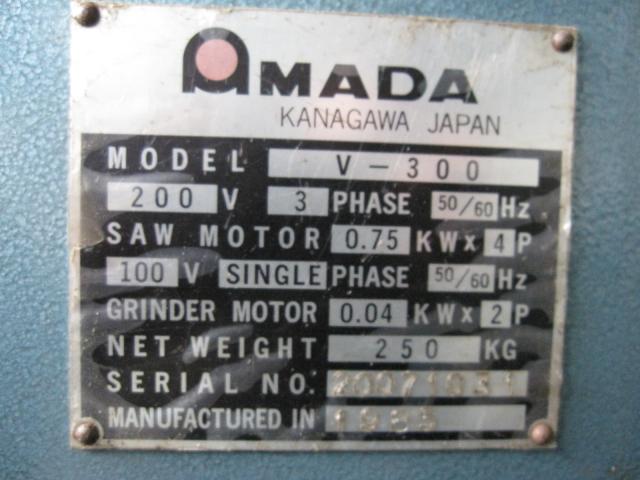 AMADA
KANAGAWA JAPAN
MODEL V-300
200 V 3 PHASE 50/60 Hz
SAW MOTOR 0.75 KW x 4 P
100 V SINGLE PHASE 50/60 Hz
GRINDER MOTOR 0.04 KW x 2 P
NET WEIGHT 250 KG
SERIAL NO.
MANUFACTURED IN